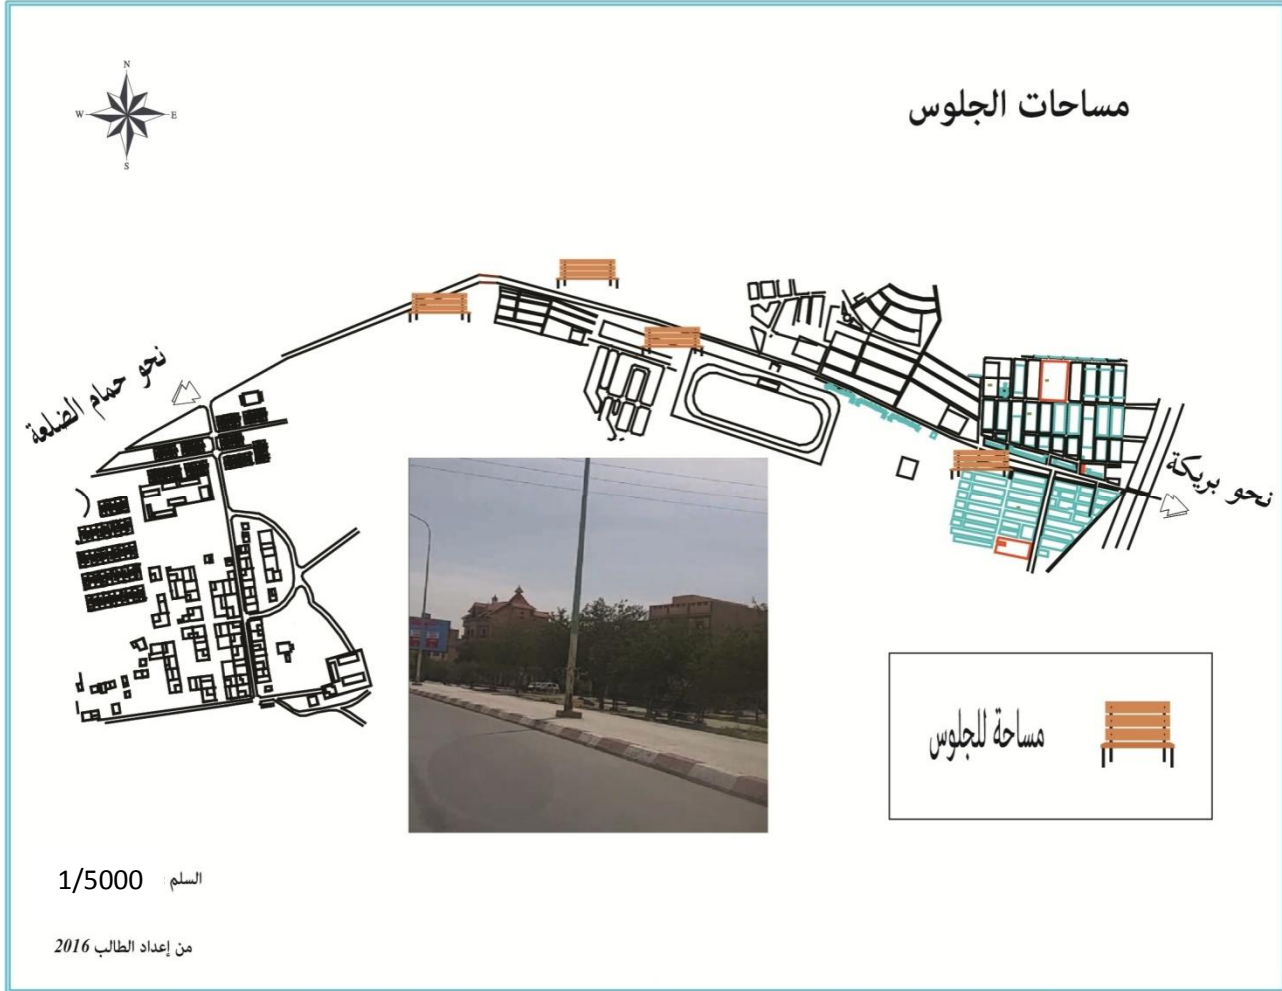 N
W
E
S
مساحات الجلوس
نحو حمام الضلعة
نحو بريكة
مساحة للجلوس
السلم : 1/5000
من إعداد الطالب 2016